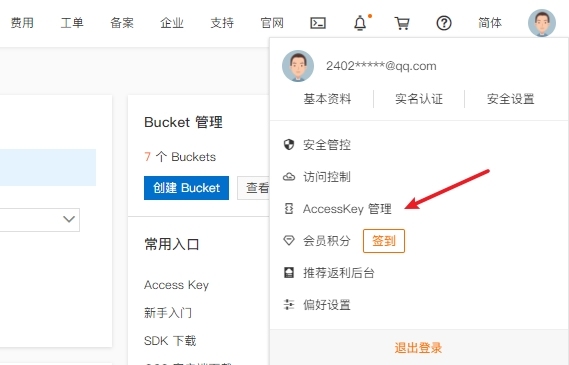 费用 工单 备案 企业 支持 官网 简体
2402*****@qq.com
基本资料 实名认证 安全设置
Bucket 管理
7 个 Buckets
创建 Bucket 查看
常用入口
Access Key
新手入门
SDK 下载
安全管控
访问控制
AccessKey 管理
会员积分 签到
推荐返利后台
偏好设置
退出登录